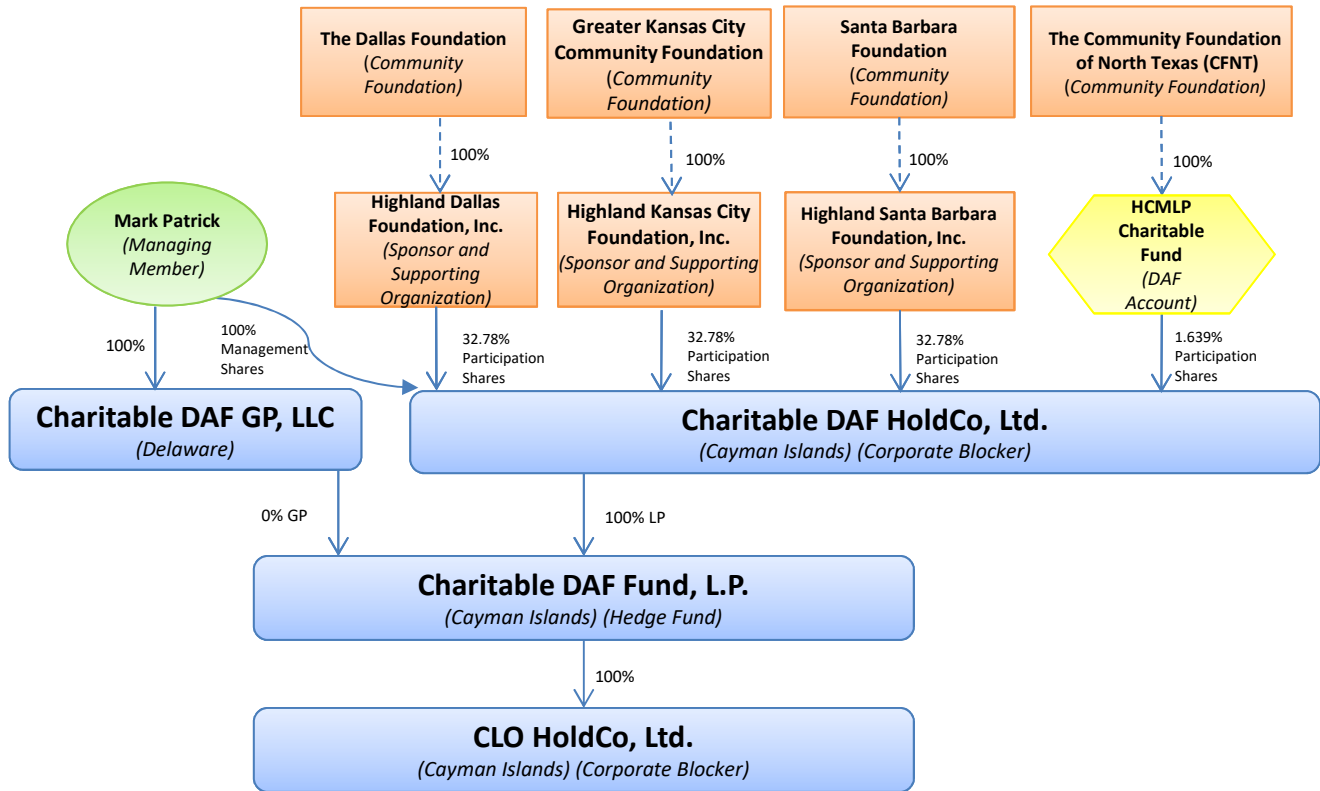 The Dallas Foundation
(Community
Foundation)
Greater Kansas City
Community Foundation
(Community
Foundation)
Santa Barbara
Foundation
(Community
Foundation)
The Community Foundation
of North Texas (CFNT)
(Community Foundation)
100%
100%
100%
100%
Mark Patrick
(Managing
Member)
Highland Dallas
Foundation, Inc.
(Sponsor and
Supporting
Organization)
Highland Kansas City
Foundation, Inc.
(Sponsor and Supporting
Organization)
Highland Santa Barbara
Foundation, Inc.
(Sponsor and Supporting
Organization)
HCMLP
Charitable
Fund
(DAF
Account)
100%
100%
Management
Shares
32.78%
Participation
Shares
32.78%
Participation
Shares
32.78%
Participation
Shares
1.639%
Participation
Shares
Charitable DAF GP, LLC
(Delaware)
Charitable DAF HoldCo, Ltd.
(Cayman Islands) (Corporate Blocker)
0% GP
100% LP
Charitable DAF Fund, L.P.
(Cayman Islands) (Hedge Fund)
100%
CLO HoldCo, Ltd.
(Cayman Islands) (Corporate Blocker)